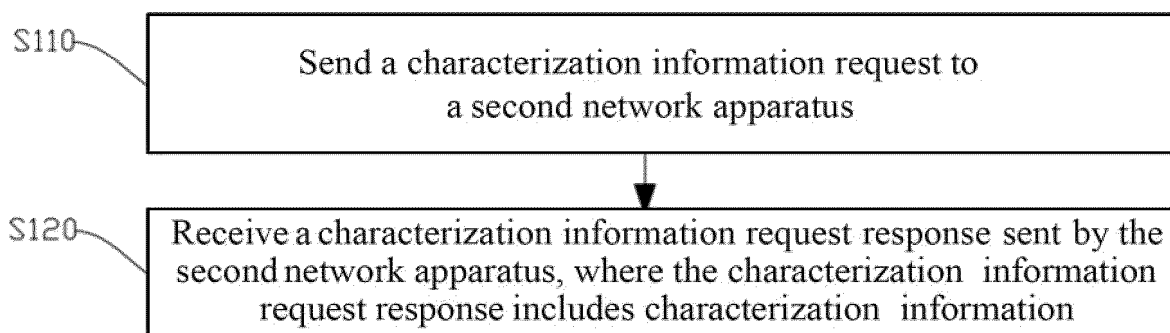 S110
Send a characterization information request to
a second network apparatus
S120
Receive a characterization information request response sent by the
second network apparatus, where the characterization information
request response includes characterization information